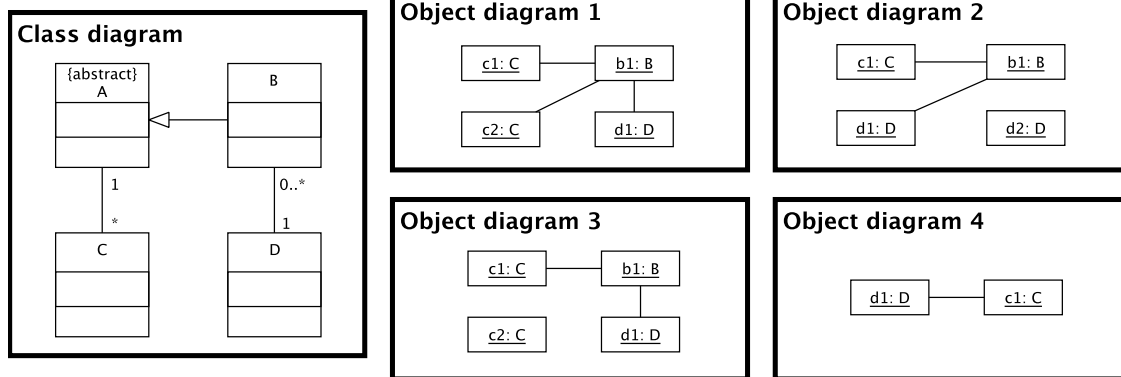 Class diagram
{abstract}
A
B
1
*
0..*
1
C
D
Object diagram 1
c1: C
b1: B
c2: C
d1: D
Object diagram 2
c1: C
b1: B
d1: D
d2: D
Object diagram 3
c1: C
b1: B
c2: C
d1: D
Object diagram 4
d1: D
c1: C